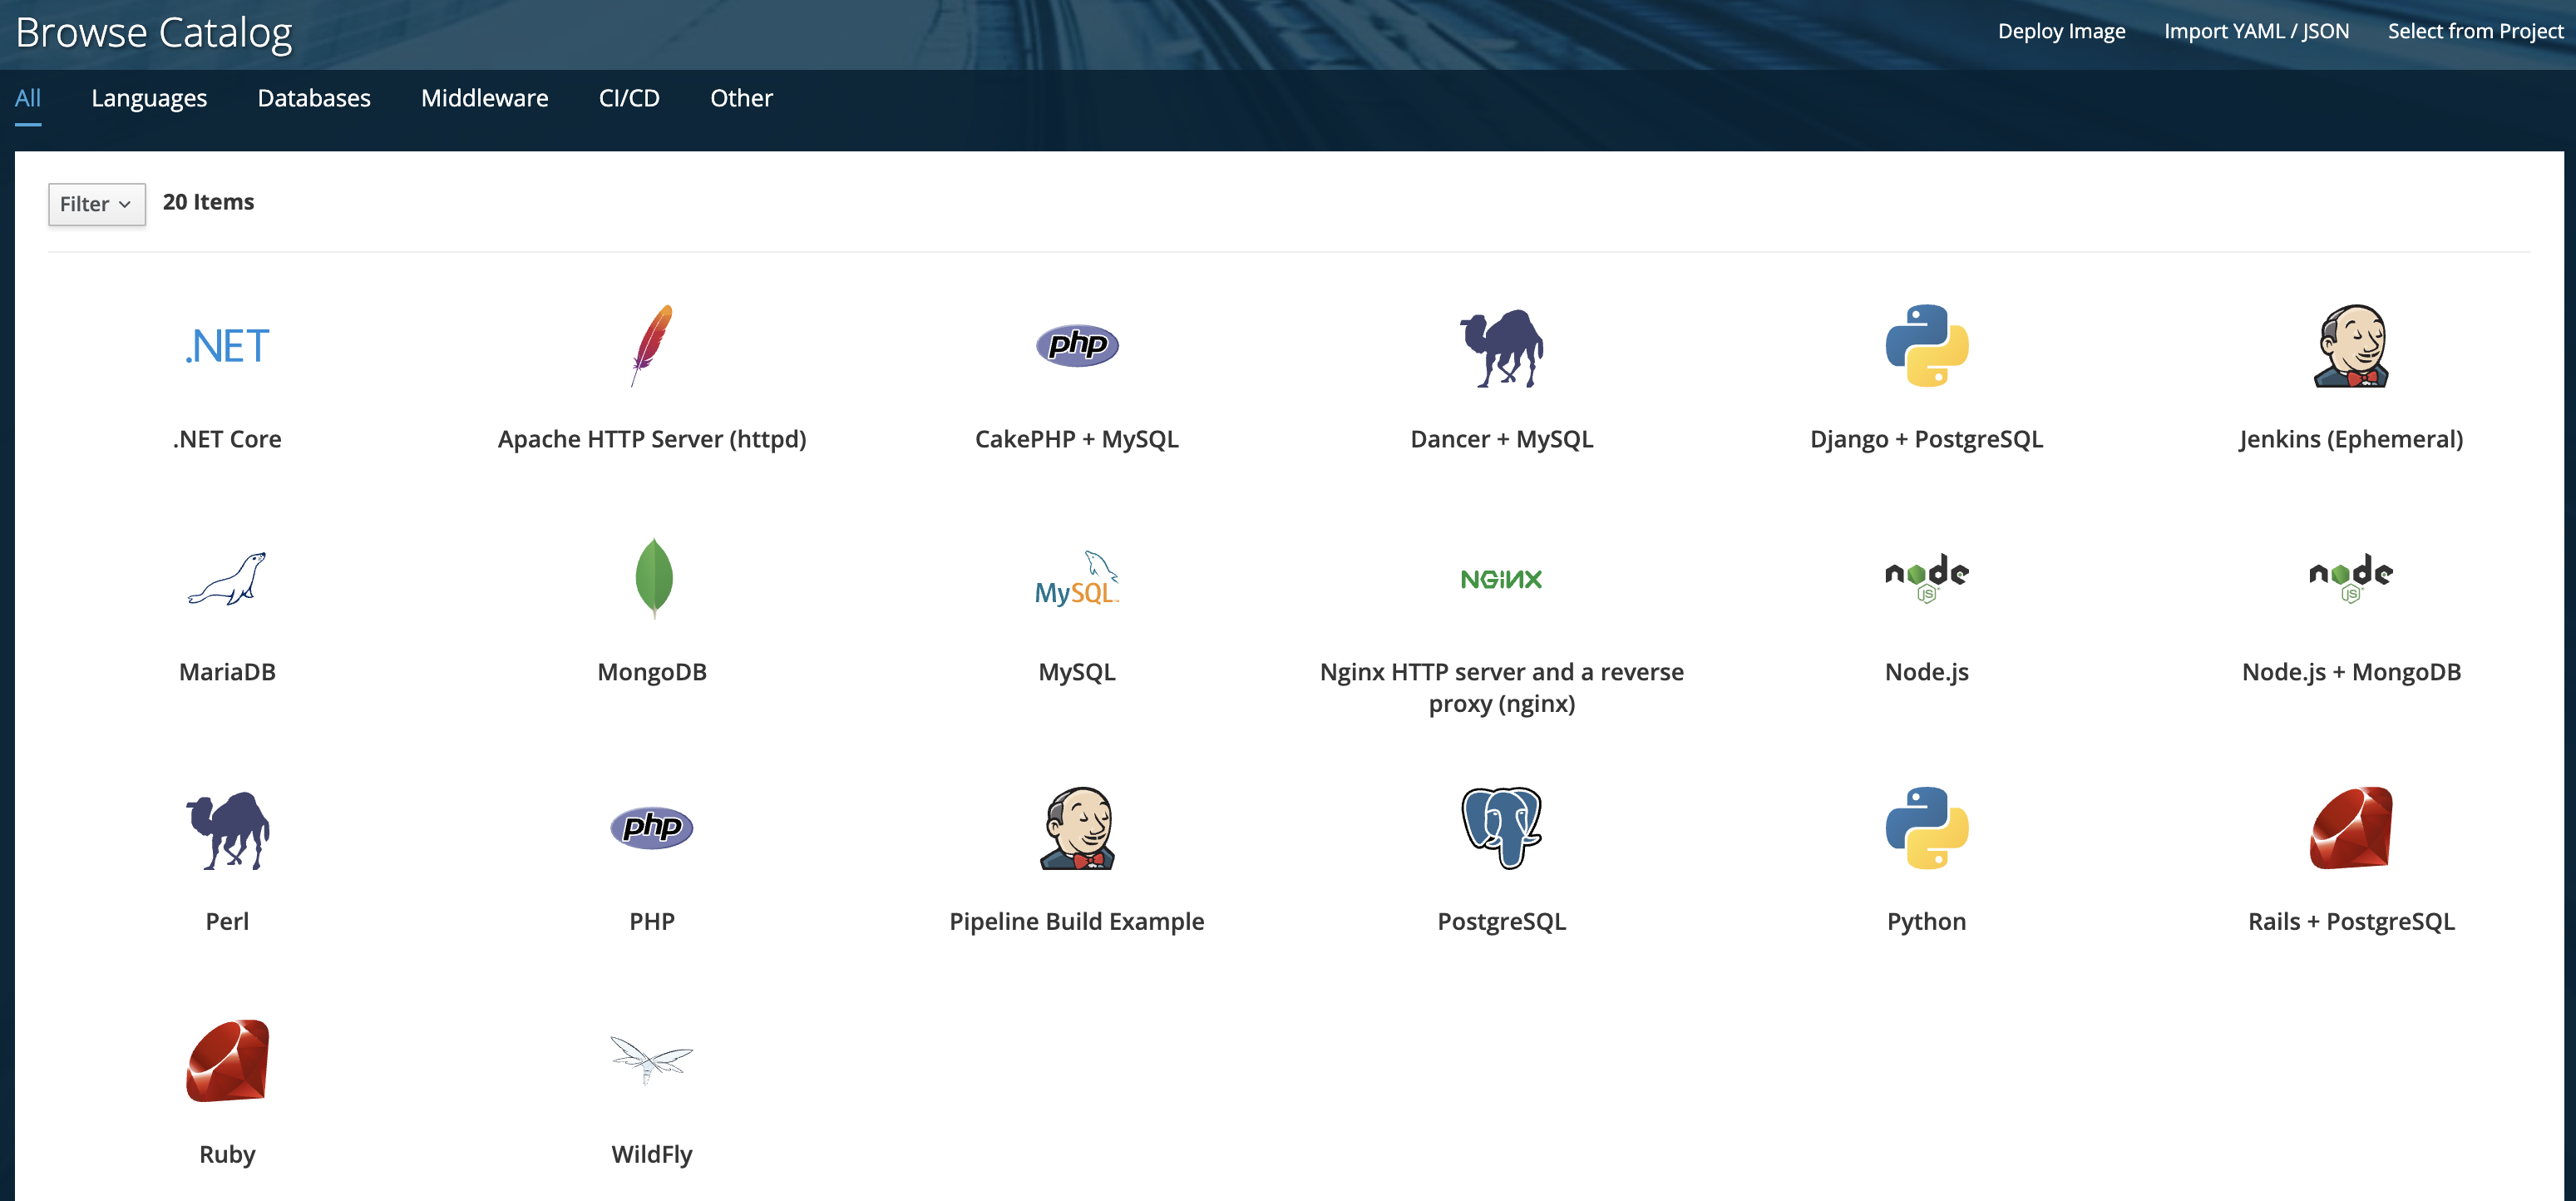 Browse Catalog
Deploy Image
Import YAML / JSON
Select from Project
All
Languages
Databases
Middleware
CI/CD
Other
Filter
20 Items
.NET
php
.NET Core
Apache HTTP Server (httpd)
CakePHP + MySQL
Dancer + MySQL
Django + PostgreSQL
Jenkins (Ephemeral)
MySQL
NGINX
node
JS
node
JS
MariaDB
MongoDB
MySQL
Nginx HTTP server and a reverse
proxy (nginx)
Node.js
Node.js + MongoDB
php
Perl
PHP
Pipeline Build Example
PostgreSQL
Python
Rails + PostgreSQL
Ruby
WildFly